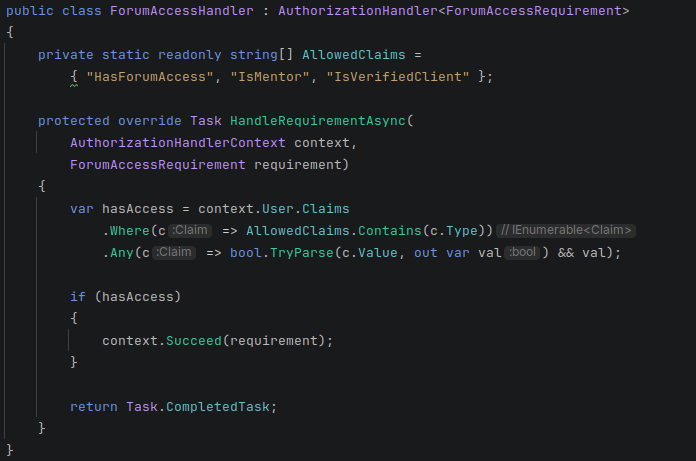 public class ForumAccessHandler : AuthorizationHandler<ForumAccessRequirement>
{
    private static readonly string[] AllowedClaims =
        { "HasForumAccess", "IsMentor", "IsVerifiedClient" };

    protected override Task HandleRequirementAsync(
        AuthorizationHandlerContext context,
        ForumAccessRequirement requirement)
    {
        var hasAccess = context.User.Claims
            .Where(c :Claim => AllowedClaims.Contains(c.Type)) // IEnumerable<Claim>
            .Any(c :Claim => bool.TryParse(c.Value, out var val :bool ) && val);

        if (hasAccess)
        {
            context.Succeed(requirement);
        }

        return Task.CompletedTask;
    }
}